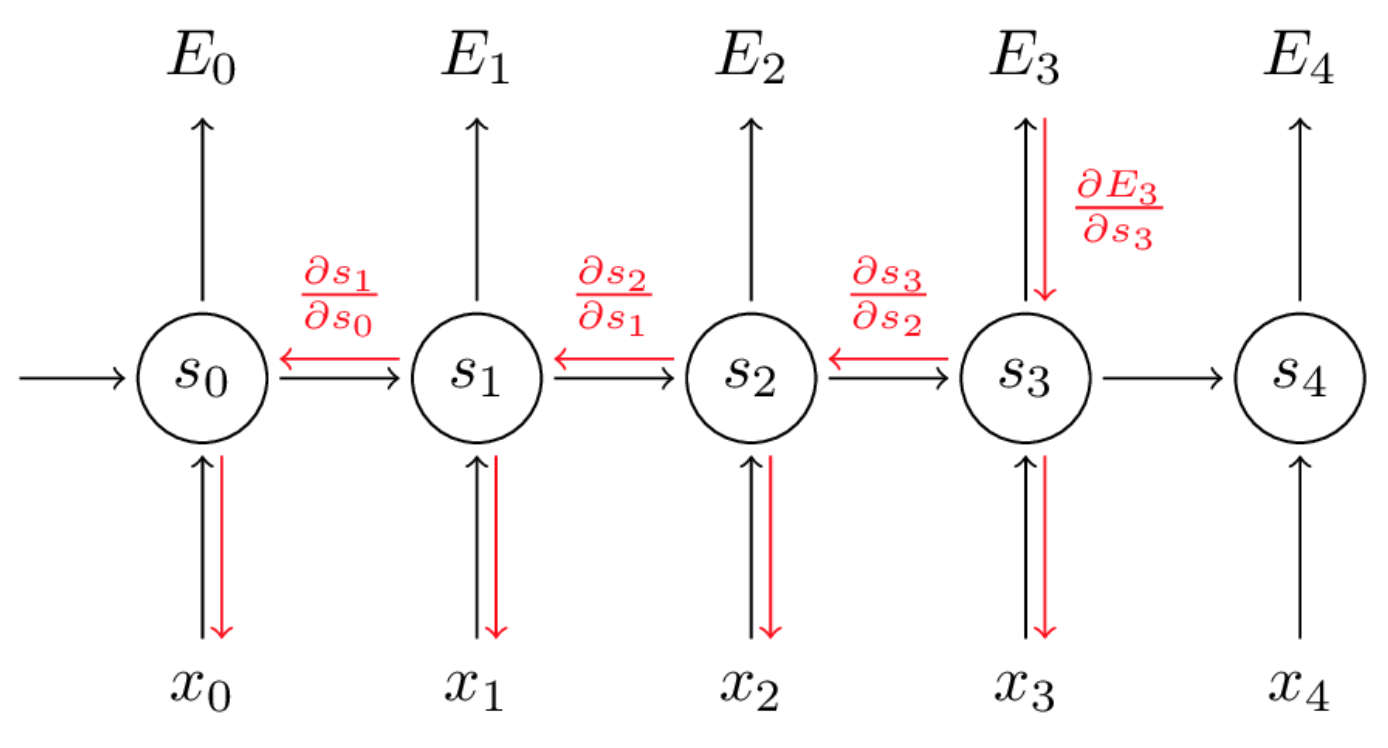 E₀ E₁ E₂ E₃ E₄
∂E₃/∂s₃
∂s₁/∂s₀ ∂s₂/∂s₁ ∂s₃/∂s₂
s₀ s₁ s₂ s₃ s₄
x₀ x₁ x₂ x₃ x₄